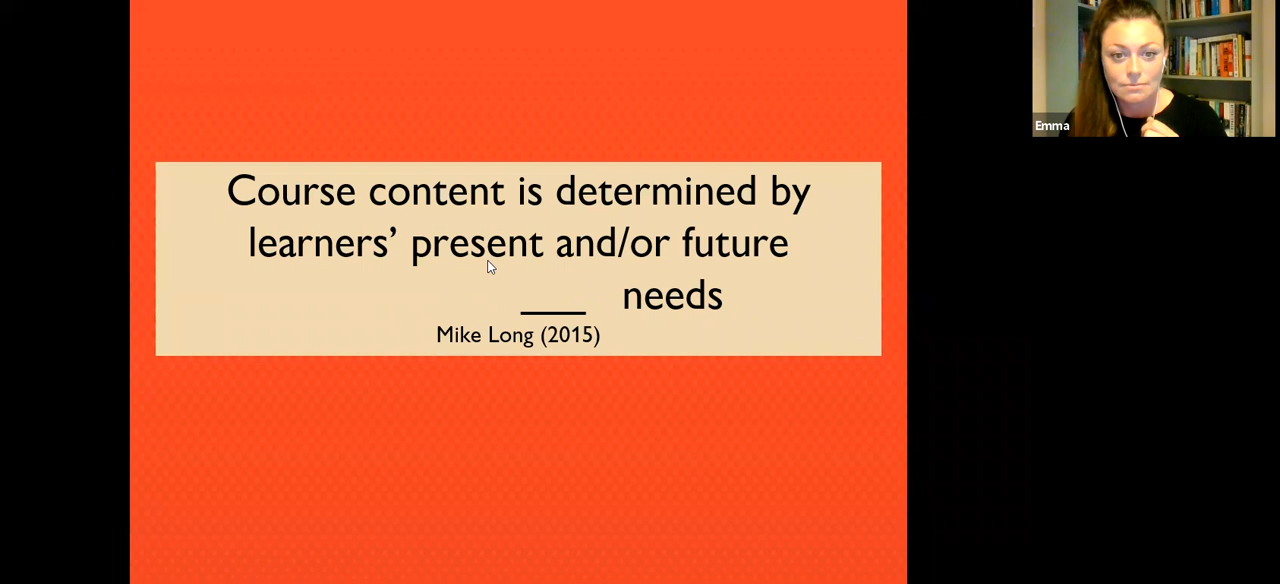 Course content is determined by
learners’ present and/or future
____ needs
Mike Long (2015)
Emma